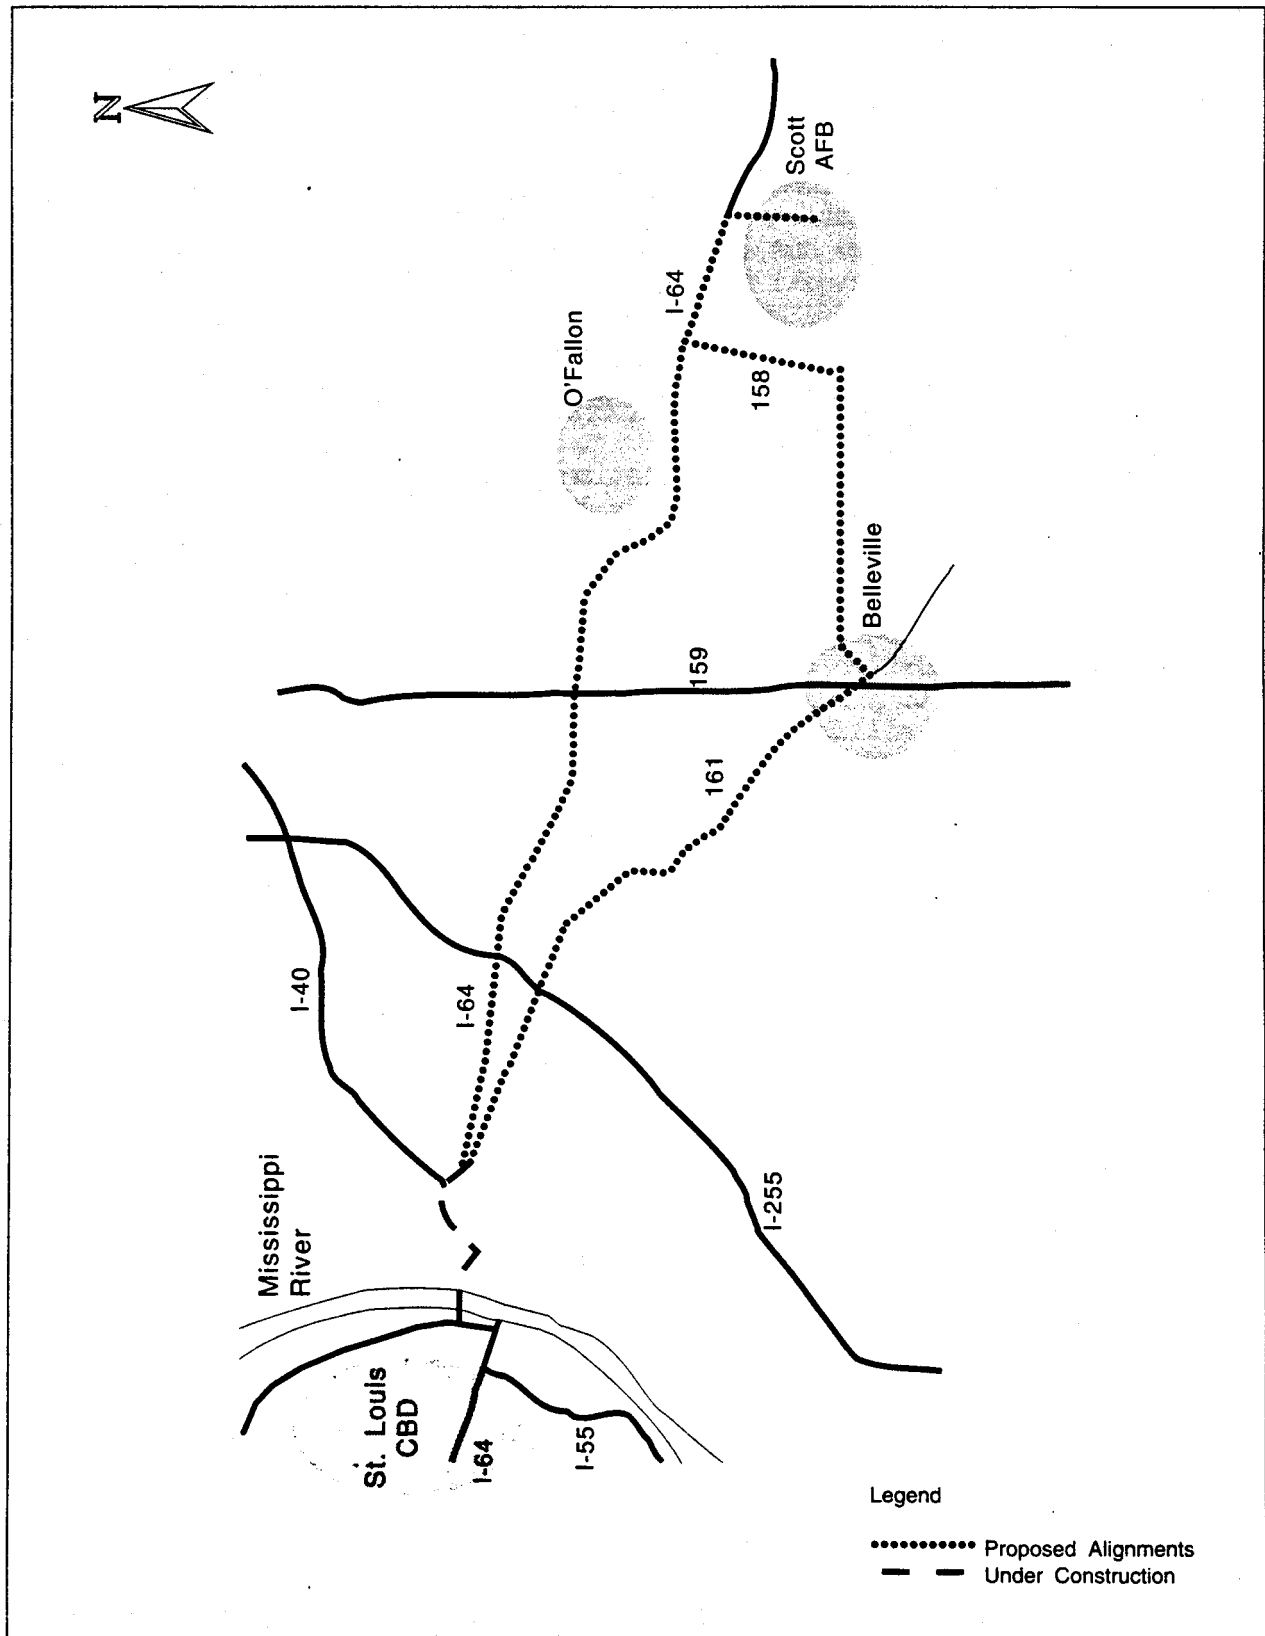 N
Scott
AFB
I-64
O'Fallon
158
Belleville
159
161
I-40
I-64
Mississippi
River
I-255
St. Louis
CBD
I-64
I-55
Legend
Proposed Alignments
Under Construction